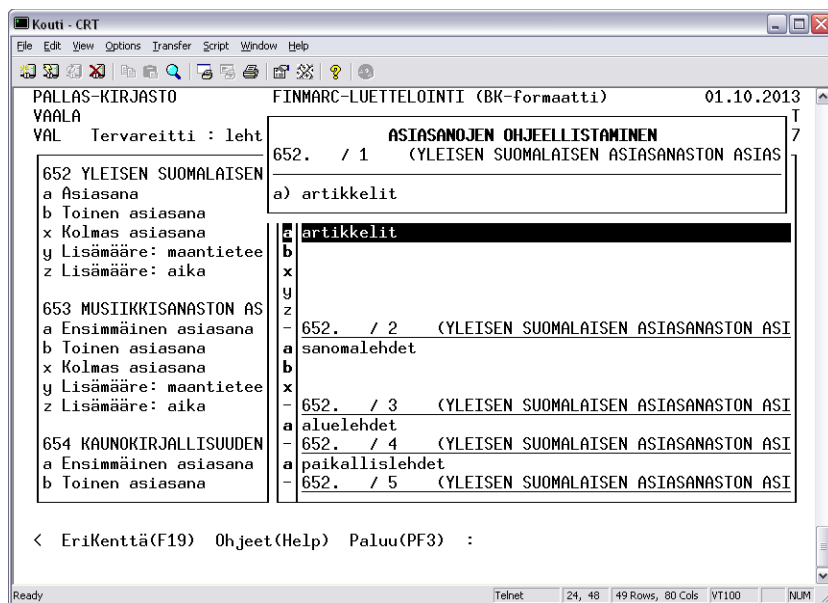 Kouti - CRT
File Edit View Options Transfer Script Window Help
PALLAS-KIRJASTO FINMARC-LUETTELOINTI (BK-formaatti) 01.10.2013
VAALA T
VAL Tervareitti : leht ASIASANOJEN OHJEELLISTAMINEN 7
652. / 1 (YLEISEN SUOMALAISEN ASIASANASTON ASIAS
652 YLEISEN SUOMALAISEN
a Asiasana a) artikkelit
b Toinen asiasana
x Kolmas asiasana a artikkelit
y Lisämääre: maantietee b
z Lisämääre: aika x
y
653 MUSIIKKISANASTON AS z
a Ensimmäinen asiasana - 652. / 2 (YLEISEN SUOMALAISEN ASIASANASTON ASI
b Toinen asiasana a sanomalehdet
x Kolmas asiasana b
y Lisämääre: maantietee x
z Lisämääre: aika - 652. / 3 (YLEISEN SUOMALAISEN ASIASANASTON ASI
a aluelehdet
654 KAUNOKIRJALLISUUDEN - 652. / 4 (YLEISEN SUOMALAISEN ASIASANASTON ASI
a Ensimmäinen asiasana a paikallislehdet
b Toinen asiasana - 652. / 5 (YLEISEN SUOMALAISEN ASIASANASTON ASI
< EriKenttä(F19) Ohjeet(Help) Paluu(PF3) :
Ready Telnet 24, 48 49 Rows, 80 Cols VT100 NUM